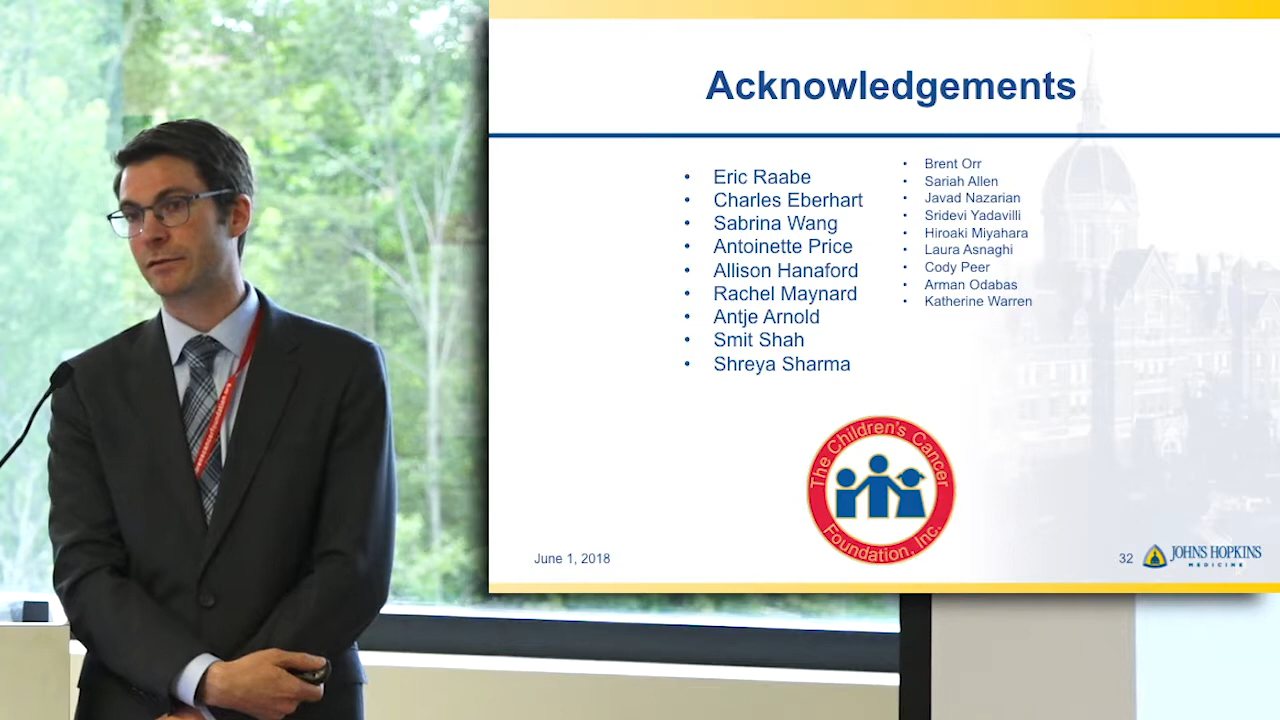 Acknowledgements
• Eric Raabe
• Charles Eberhart
• Sabrina Wang
• Antoinette Price
• Allison Hanaford
• Rachel Maynard
• Antje Arnold
• Smit Shah
• Shreya Sharma
• Brent Orr
• Sariah Allen
• Javad Nazarian
• Sridevi Yadavilli
• Hiroaki Miyahara
• Laura Asnaghi
• Cody Peer
• Arman Odabas
• Katherine Warren
The Children's Cancer
Foundation, Inc.
June 1, 2018
32
JOHNS HOPKINS
MEDICINE